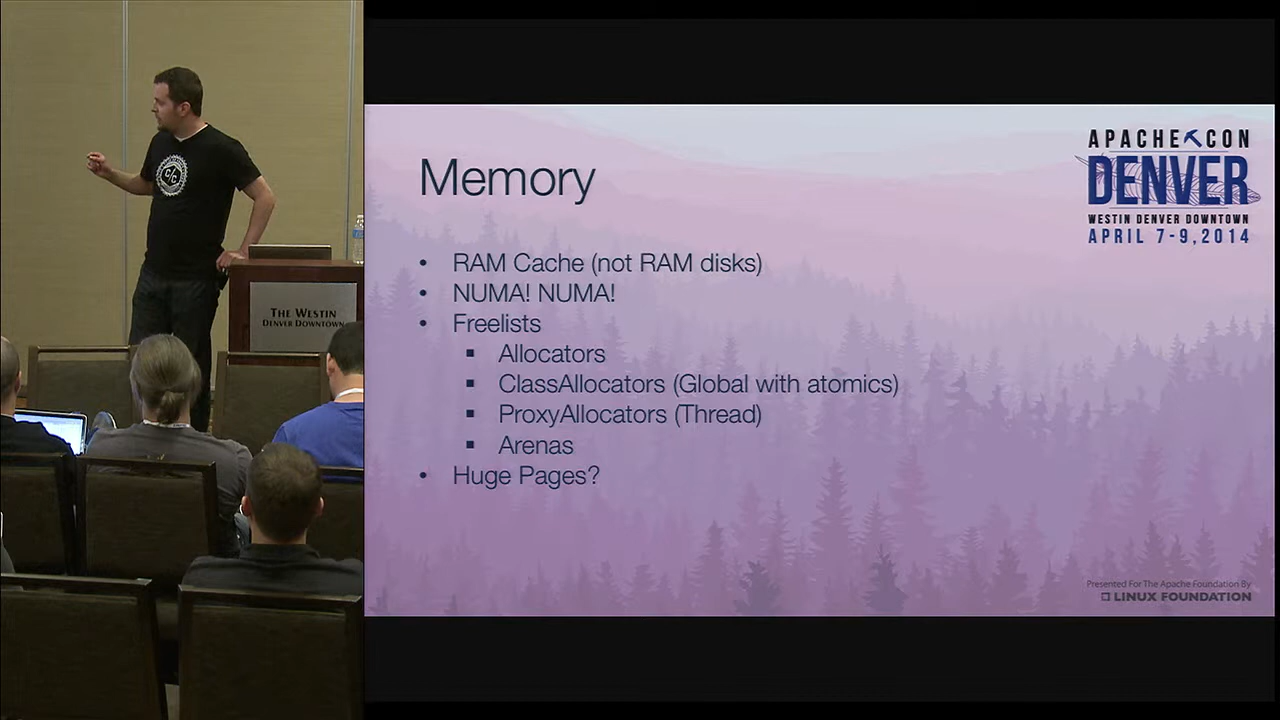 C/C
THE WESTIN
DENVER DOWNTOWN
Memory
• RAM Cache (not RAM disks)
• NUMA! NUMA!
• Freelists
▪ Allocators
▪ ClassAllocators (Global with atomics)
▪ ProxyAllocators (Thread)
▪ Arenas
• Huge Pages?
APACHE CON
DENVER
WESTIN DENVER DOWNTOWN
APRIL 7-9, 2014
Presented For The Apache Foundation By
LINUX FOUNDATION